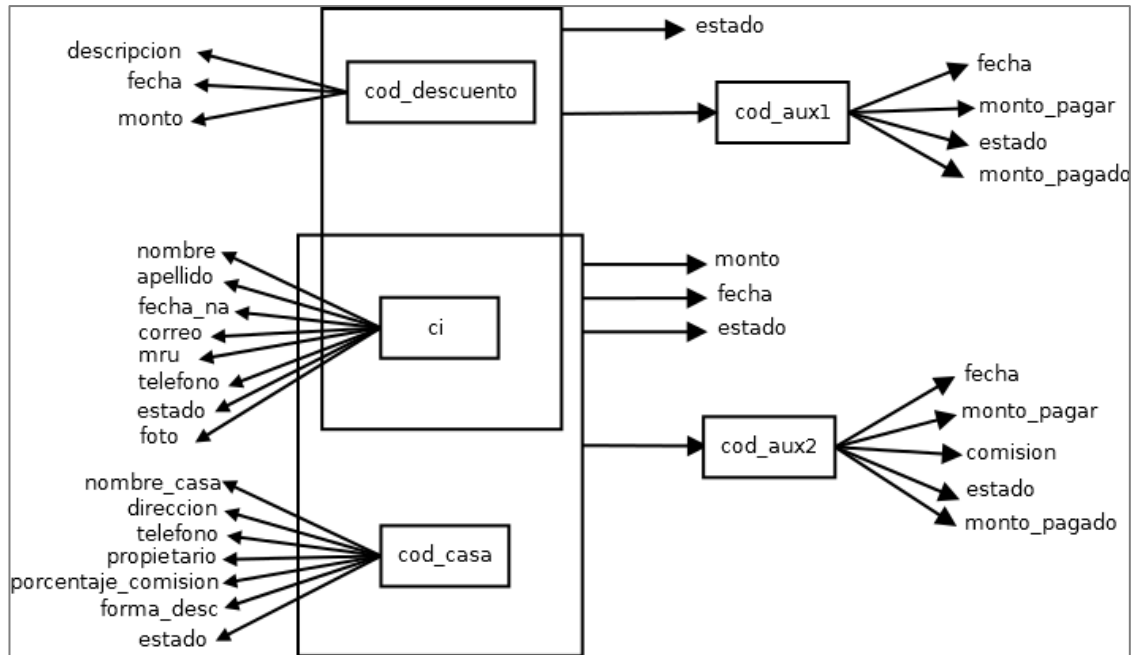 estado
descripcion
fecha
monto
cod_descuento
cod_aux1
fecha
monto_pagar
estado
monto_pagado
nombre
apellido
fecha_na
correo
mru
telefono
estado
foto
ci
monto
fecha
estado
cod_aux2
fecha
monto_pagar
comision
estado
monto_pagado
nombre_casa
direccion
telefono
propietario
porcentaje_comision
forma_desc
estado
cod_casa